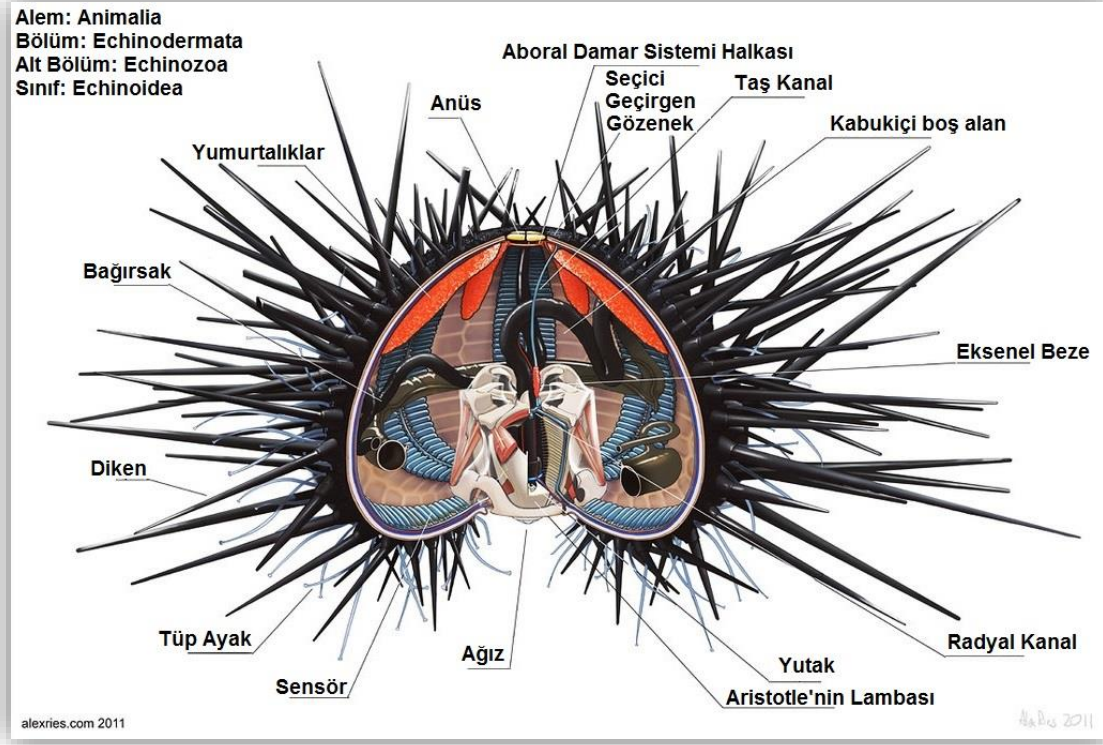 Alem: Animalia
Bölüm: Echinodermata
Alt Bölüm: Echinozoa
Sınıf: Echinoidea
Aboral Damar Sistemi Halkası
Seçici
Geçirgen
Gözenek
Taş Kanal
Anüs
Kabukiçi boş alan
Yumurtalıklar
Bağırsak
Eksenel Beze
Diken
Tüp Ayak
Ağız
Radyal Kanal
Yutak
Sensör
Aristotle'nin Lambası
alexries.com 2011
2011